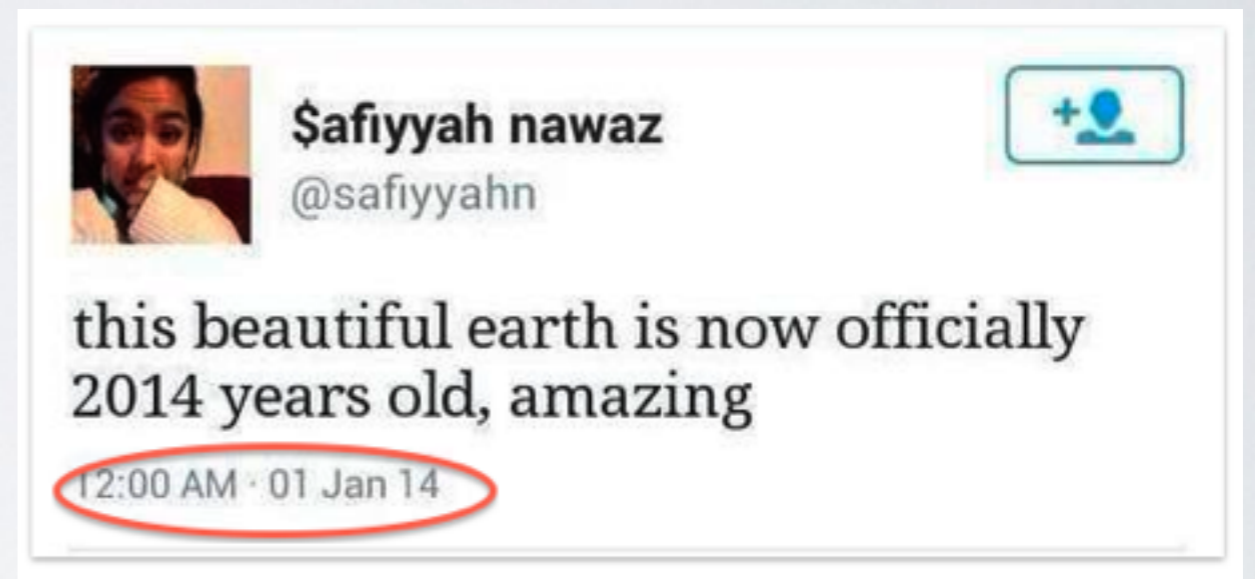 $afiyyah nawaz
@safiyyahn
this beautiful earth is now officially
2014 years old, amazing
12:00 AM · 01 Jan 14